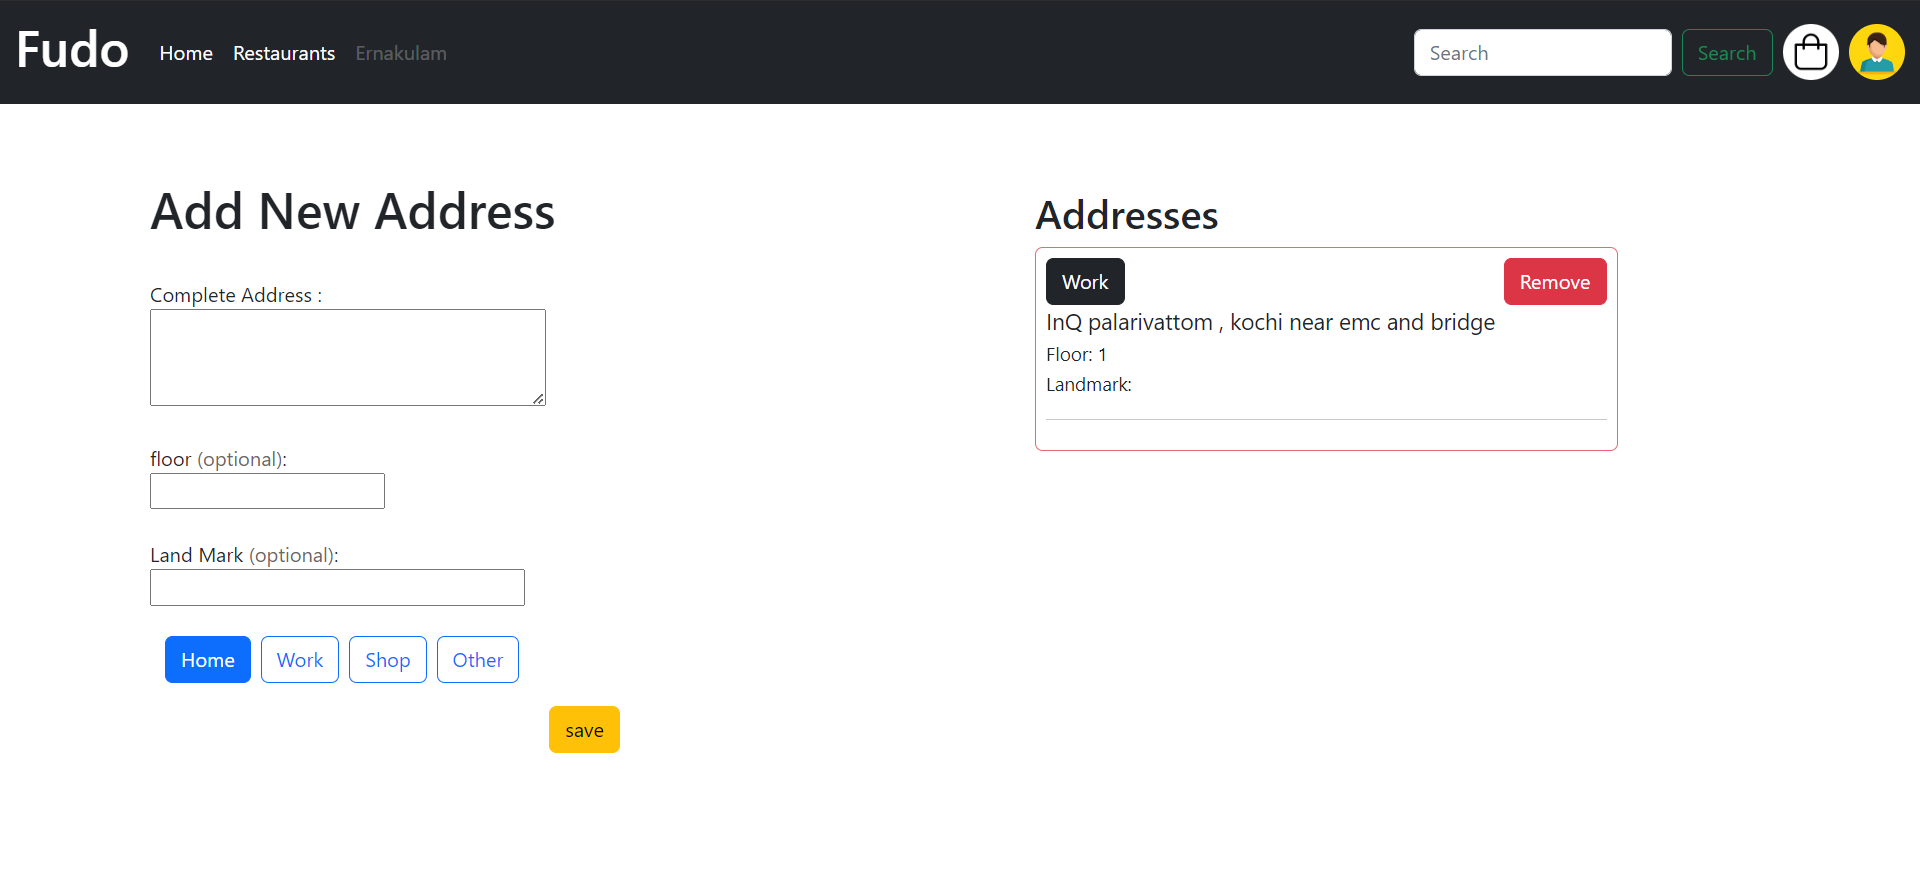 Fudo Home Restaurants Ernakulam Search Search
Add New Address
Complete Address :
floor (optional):
Land Mark (optional):
Home Work Shop Other
save
Addresses
Work Remove
InQ palarivattom , kochi near emc and bridge
Floor: 1
Landmark: